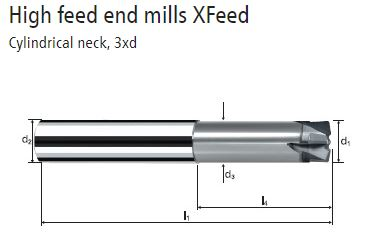 High feed end mills XFeed
Cylindrical neck, 3xd
d₂
d₁
d₃
l₄
l₁